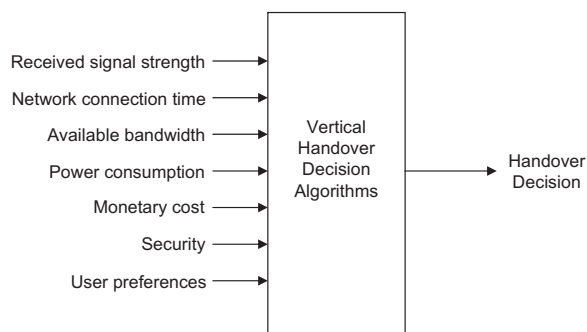 Received signal strength
Network connection time
Available bandwidth
Power consumption
Monetary cost
Security
User preferences
Vertical
Handover
Decision
Algorithms
Handover
Decision